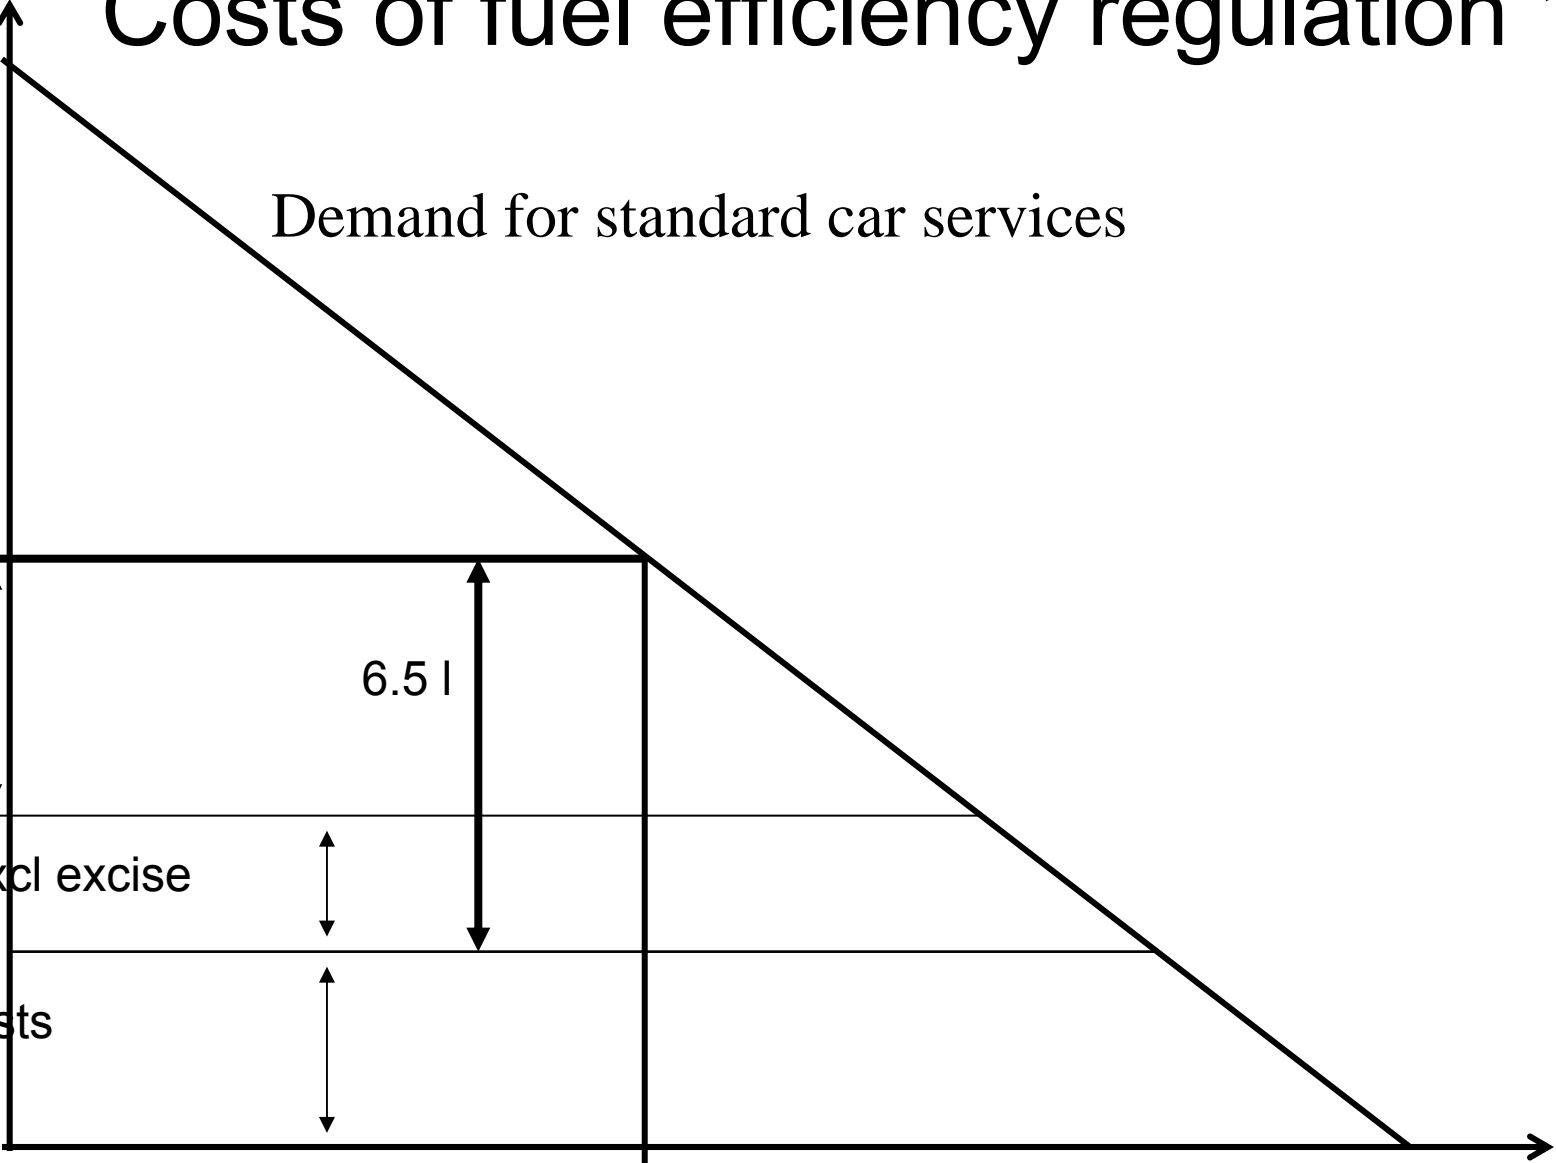 Costs of fuel efficiency regulation
Demand for standard car services
6.5 l
xcl excise
sts